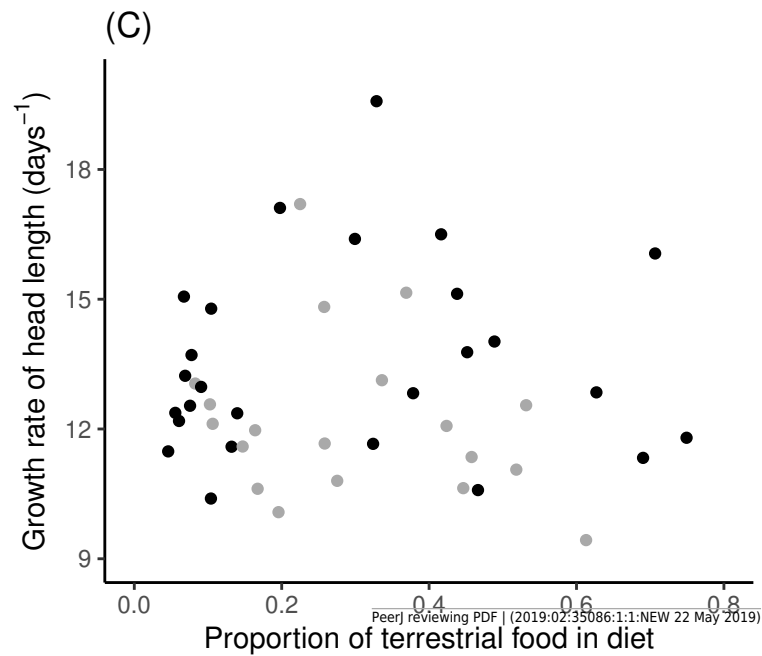 (C)
Growth rate of head length (days⁻¹)
18
15
12
9
0.0 0.2 0.4 0.6 0.8
PeerJ reviewing PDF | (2019:02:35086:1:1:NEW 22 May 2019)
Proportion of terrestrial food in diet